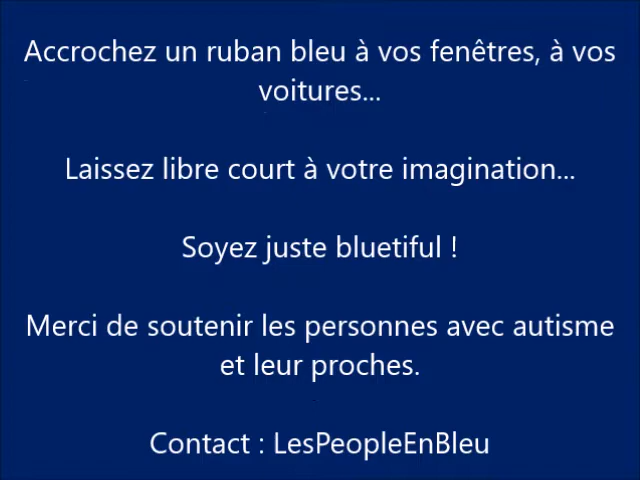 Accrochez un ruban bleu à vos fenêtres, à vos
voitures...
Laissez libre court à votre imagination...
Soyez juste bluetiful !
Merci de soutenir les personnes avec autisme
et leur proches.
Contact : LesPeopleEnBleu